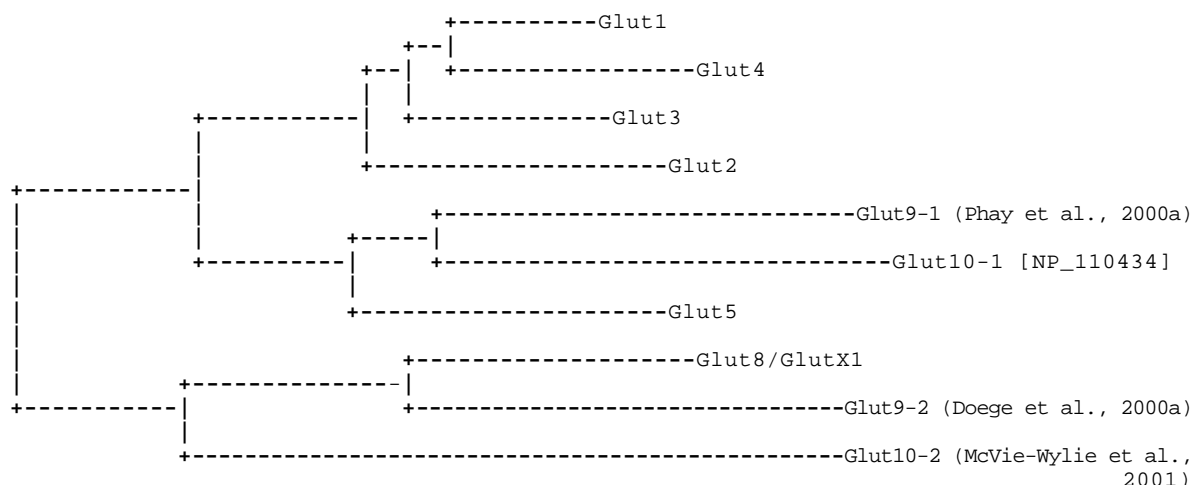 Glut1
Glut4
Glut3
Glut2
Glut9-1 (Phay et al., 2000a)
Glut10-1 [NP_110434]
Glut5
Glut8/GlutX1
Glut9-2 (Doege et al., 2000a)
Glut10-2 (McVie-Wylie et al.,
2001)